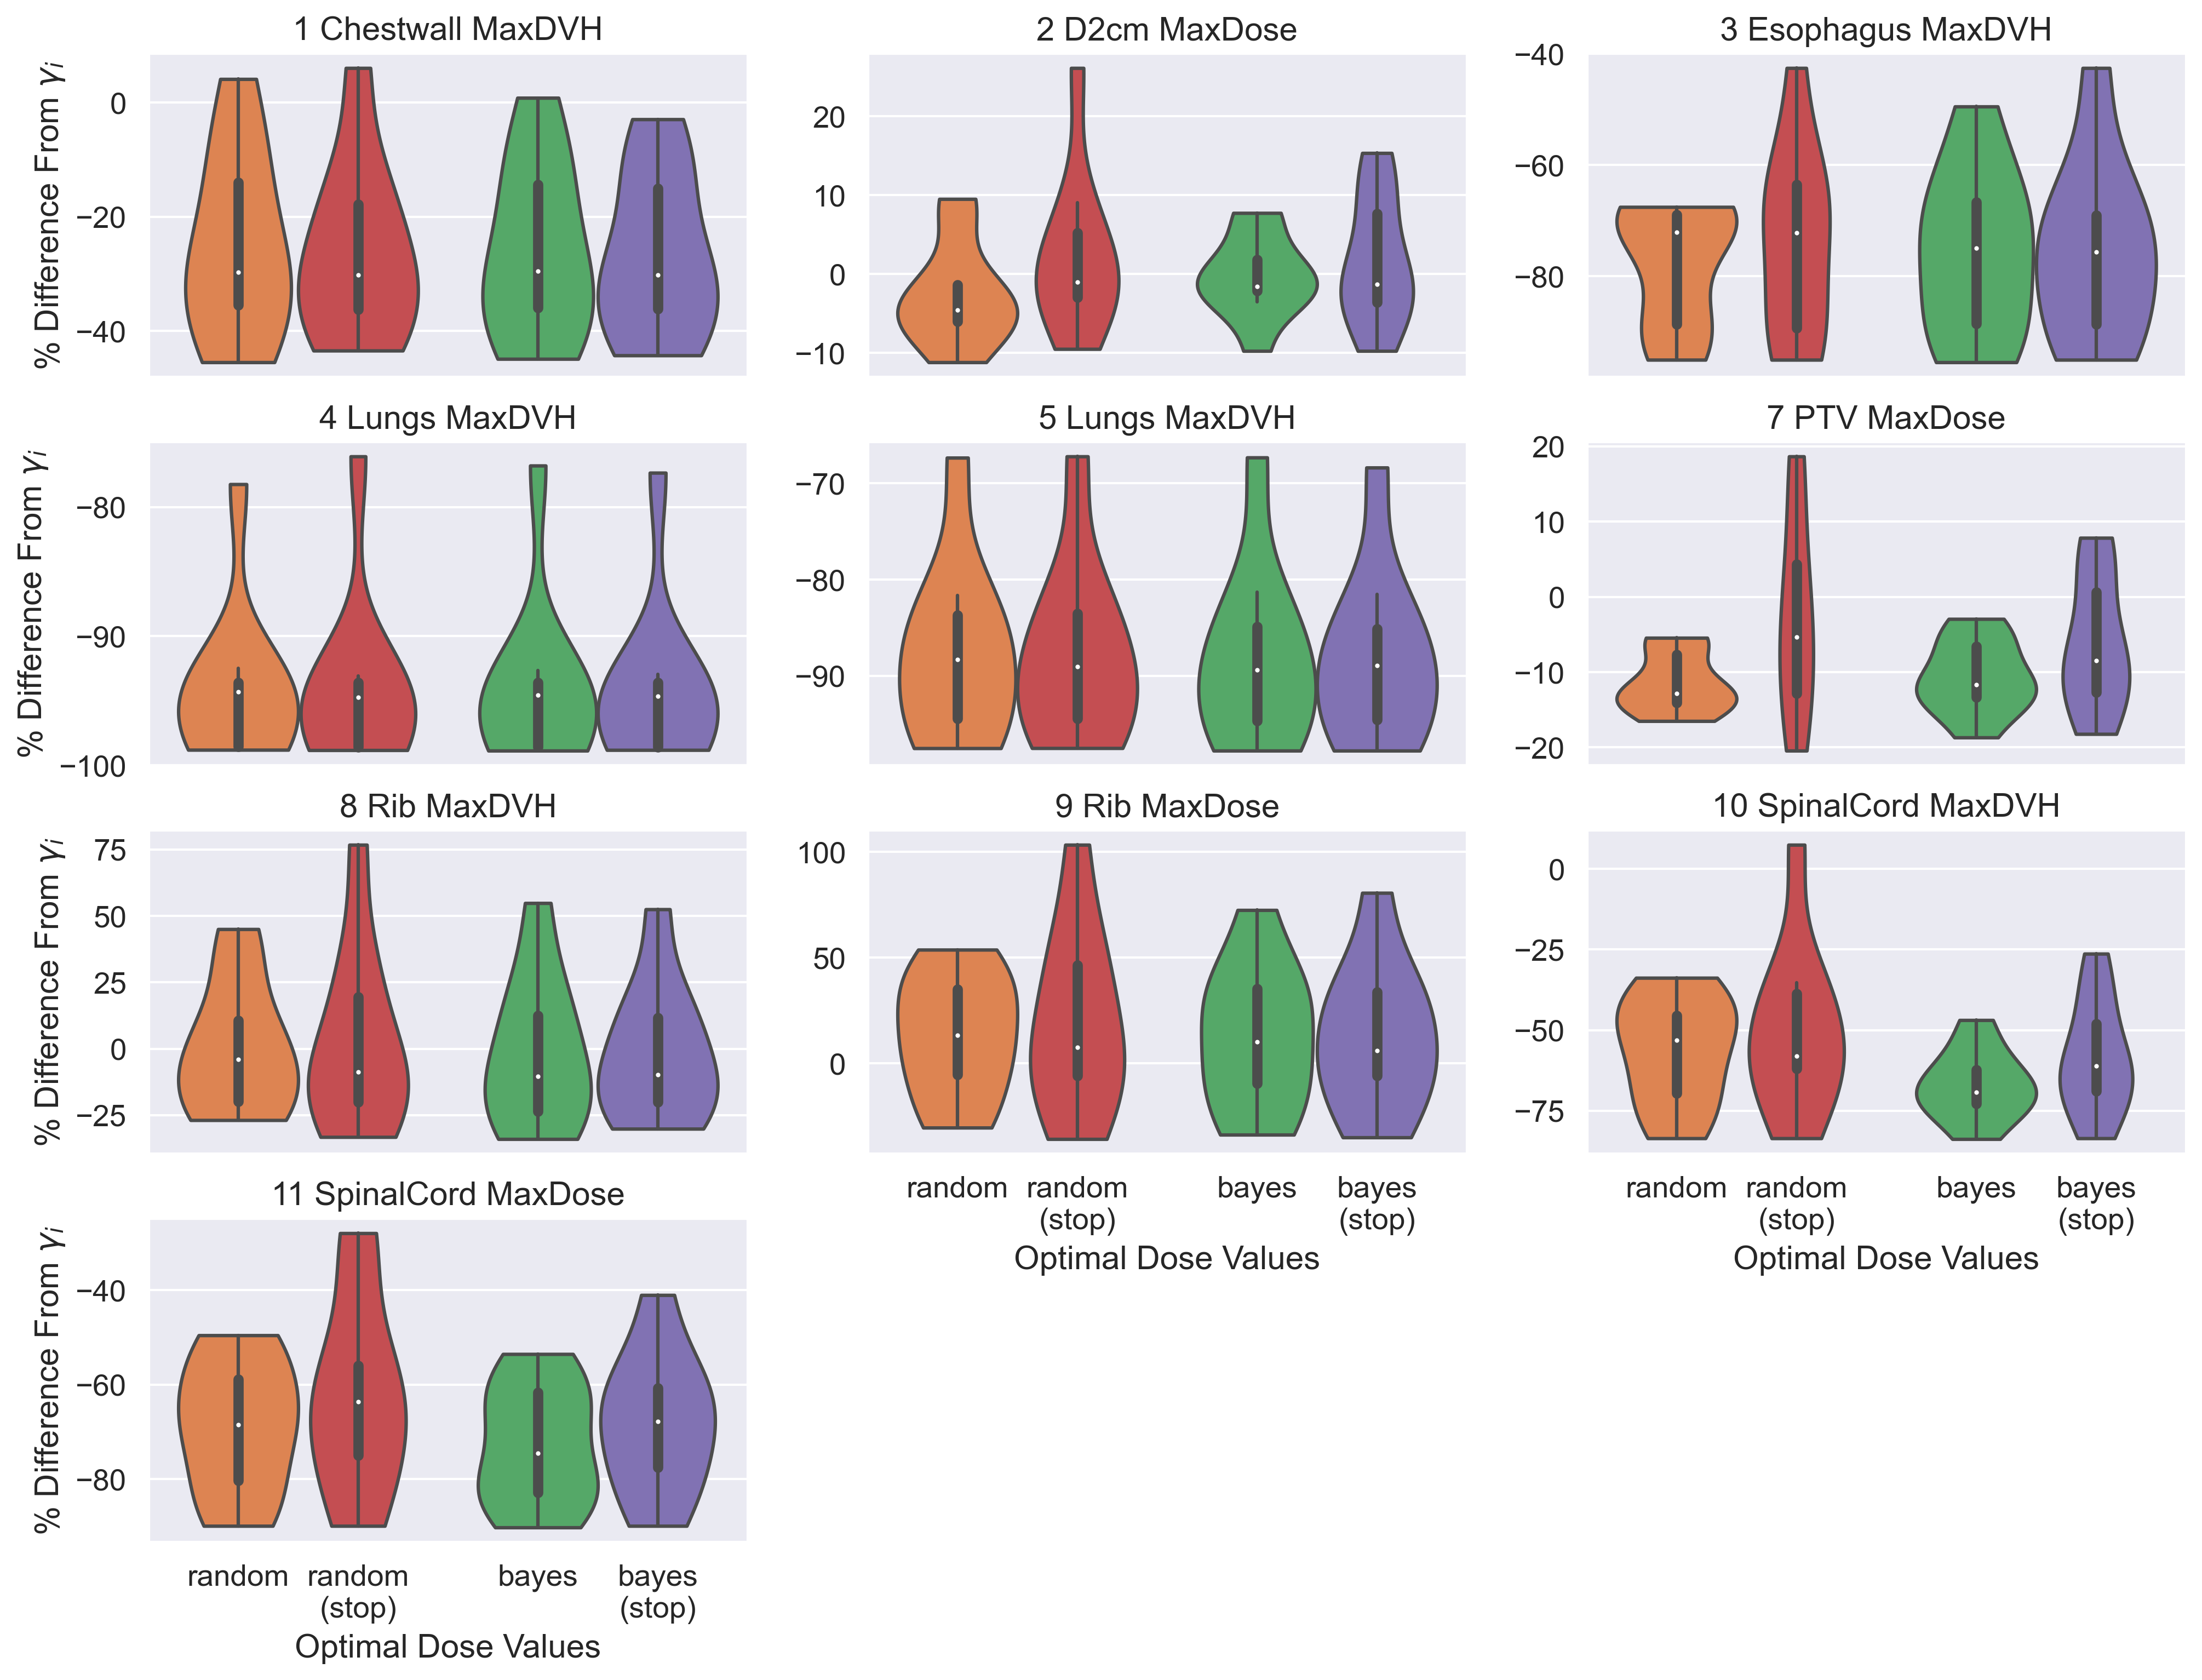 1 Chestwall MaxDVH
2 D2cm MaxDose
3 Esophagus MaxDVH
% Difference From γi
0
−20
−40
20
10
0
−10
−40
−60
−80
4 Lungs MaxDVH
5 Lungs MaxDVH
7 PTV MaxDose
% Difference From γi
−80
−90
−100
−70
−80
−90
20
10
0
−10
−20
8 Rib MaxDVH
9 Rib MaxDose
10 SpinalCord MaxDVH
% Difference From γi
75
50
25
0
−25
100
50
0
0
−25
−50
−75
random random bayes bayes
(stop) (stop)
Optimal Dose Values
random random bayes bayes
(stop) (stop)
Optimal Dose Values
11 SpinalCord MaxDose
% Difference From γi
−40
−60
−80
random random bayes bayes
(stop) (stop)
Optimal Dose Values